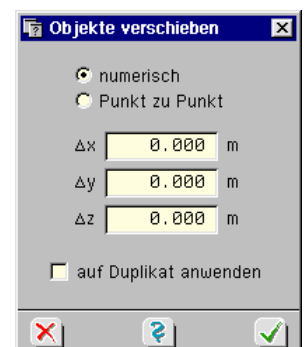 Objekte verschieben
numerisch
Punkt zu Punkt
Δx 0.000 m
Δy 0.000 m
Δz 0.000 m
auf Duplikat anwenden